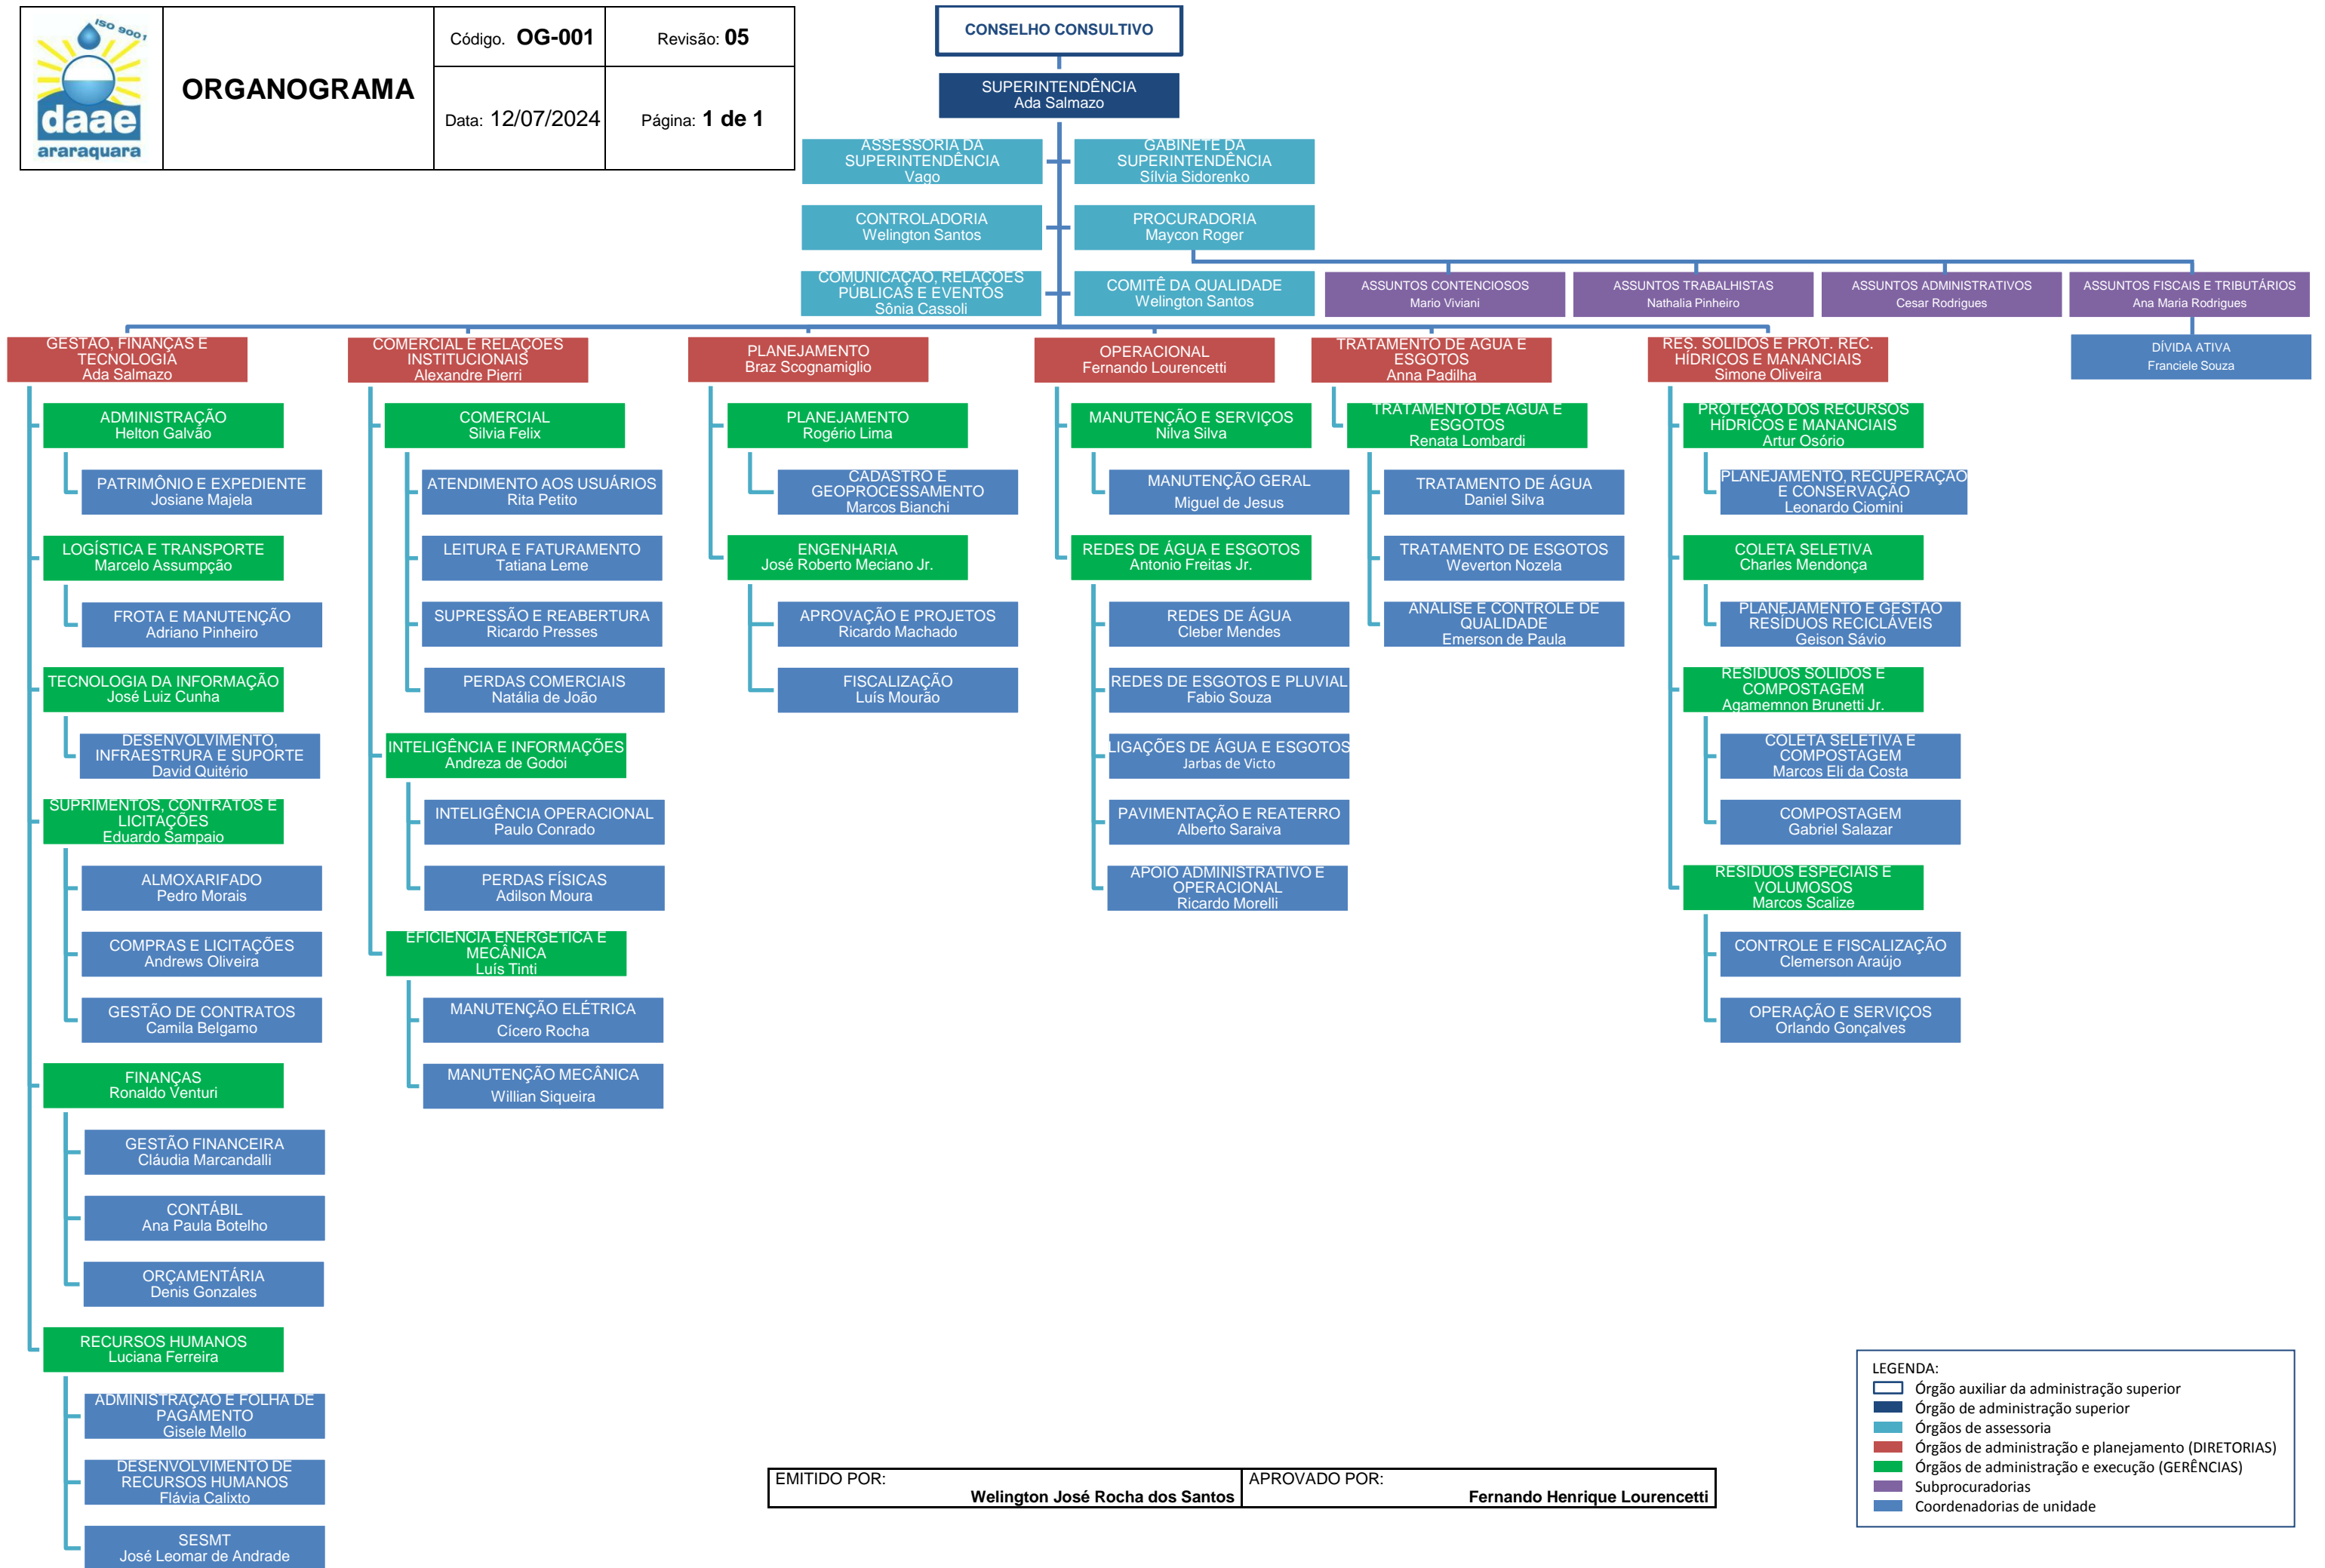 ISO 9001
daae
araraquara
ORGANOGRAMA
Código. OG-001
Revisão: 05
Data: 12/07/2024
Página: 1 de 1
CONSELHO CONSULTIVO
SUPERINTENDÊNCIA
Ada Salmazo
ASSESSORIA DA
SUPERINTENDÊNCIA
Vago
GABINETE DA
SUPERINTENDÊNCIA
Sílvia Sidorenko
CONTROLADORIA
Welington Santos
PROCURADORIA
Maycon Roger
COMUNICAÇÃO, RELAÇÕES
PÚBLICAS E EVENTOS
Sônia Cassoli
COMITÊ DA QUALIDADE
Welington Santos
ASSUNTOS CONTENCIOSOS
Mario Viviani
ASSUNTOS TRABALHISTAS
Nathalia Pinheiro
ASSUNTOS ADMINISTRATIVOS
Cesar Rodrigues
ASSUNTOS FISCAIS E TRIBUTÁRIOS
Ana Maria Rodrigues
DÍVIDA ATIVA
Franciele Souza
GESTÃO, FINANÇAS E
TECNOLOGIA
Ada Salmazo
ADMINISTRAÇÃO
Helton Galvão
PATRIMÔNIO E EXPEDIENTE
Josiane Majela
LOGÍSTICA E TRANSPORTE
Marcelo Assumpção
FROTA E MANUTENÇÃO
Adriano Pinheiro
TECNOLOGIA DA INFORMAÇÃO
José Luiz Cunha
DESENVOLVIMENTO,
INFRAESTRURA E SUPORTE
David Quitério
SUPRIMENTOS, CONTRATOS E
LICITAÇÕES
Eduardo Sampaio
ALMOXARIFADO
Pedro Morais
COMPRAS E LICITAÇÕES
Andrews Oliveira
GESTÃO DE CONTRATOS
Camila Belgamo
FINANÇAS
Ronaldo Venturi
GESTÃO FINANCEIRA
Cláudia Marcandalli
CONTÁBIL
Ana Paula Botelho
ORÇAMENTÁRIA
Denis Gonzales
RECURSOS HUMANOS
Luciana Ferreira
ADMINISTRAÇÃO E FOLHA DE
PAGAMENTO
Gisele Mello
DESENVOLVIMENTO DE
RECURSOS HUMANOS
Flávia Calixto
SESMT
José Leomar de Andrade
COMERCIAL E RELAÇÕES
INSTITUCIONAIS
Alexandre Pierri
COMERCIAL
Silvia Felix
ATENDIMENTO AOS USUÁRIOS
Rita Petito
LEITURA E FATURAMENTO
Tatiana Leme
SUPRESSÃO E REABERTURA
Ricardo Presses
PERDAS COMERCIAIS
Natália de João
INTELIGÊNCIA E INFORMAÇÕES
Andreza de Godoi
INTELIGÊNCIA OPERACIONAL
Paulo Conrado
PERDAS FÍSICAS
Adilson Moura
EFICIÊNCIA ENERGÉTICA E
MECÂNICA
Luís Tinti
MANUTENÇÃO ELÉTRICA
Cícero Rocha
MANUTENÇÃO MECÂNICA
Willian Siqueira
PLANEJAMENTO
Braz Scognamiglio
PLANEJAMENTO
Rogério Lima
CADASTRO E
GEOPROCESSAMENTO
Marcos Bianchi
ENGENHARIA
José Roberto Meciano Jr.
APROVAÇÃO E PROJETOS
Ricardo Machado
FISCALIZAÇÃO
Luís Mourão
OPERACIONAL
Fernando Lourencetti
MANUTENÇÃO E SERVIÇOS
Nilva Silva
MANUTENÇÃO GERAL
Miguel de Jesus
REDES DE ÁGUA E ESGOTOS
Antonio Freitas Jr.
REDES DE ÁGUA
Cleber Mendes
REDES DE ESGOTOS E PLUVIAL
Fabio Souza
LIGAÇÕES DE ÁGUA E ESGOTOS
Jarbas de Victo
PAVIMENTAÇÃO E REATERRO
Alberto Saraiva
APOIO ADMINISTRATIVO E
OPERACIONAL
Ricardo Morelli
TRATAMENTO DE ÁGUA E
ESGOTOS
Anna Padilha
TRATAMENTO DE ÁGUA E
ESGOTOS
Renata Lombardi
TRATAMENTO DE ÁGUA
Daniel Silva
TRATAMENTO DE ESGOTOS
Weverton Nozela
ANÁLISE E CONTROLE DE
QUALIDADE
Emerson de Paula
RES. SÓLIDOS E PROT. REC.
HÍDRICOS E MANANCIAIS
Simone Oliveira
PROTEÇÃO DOS RECURSOS
HÍDRICOS E MANANCIAIS
Artur Osório
PLANEJAMENTO, RECUPERAÇÃO
E CONSERVAÇÃO
Leonardo Ciomini
COLETA SELETIVA
Charles Mendonça
PLANEJAMENTO E GESTÃO
RESÍDUOS RECICLÁVEIS
Geison Sávio
RESÍDUOS SÓLIDOS E
COMPOSTAGEM
Agamemnon Brunetti Jr.
COLETA SELETIVA E
COMPOSTAGEM
Marcos Eli da Costa
COMPOSTAGEM
Gabriel Salazar
RESÍDUOS ESPECIAIS E
VOLUMOSOS
Marcos Scalize
CONTROLE E FISCALIZAÇÃO
Clemerson Araújo
OPERAÇÃO E SERVIÇOS
Orlando Gonçalves
EMITIDO POR:
Welington José Rocha dos Santos
APROVADO POR:
Fernando Henrique Lourencetti
LEGENDA:
Órgão auxiliar da administração superior
Órgão de administração superior
Órgãos de assessoria
Órgãos de administração e planejamento (DIRETORIAS)
Órgãos de administração e execução (GERÊNCIAS)
Subprocuradorias
Coordenadorias de unidade